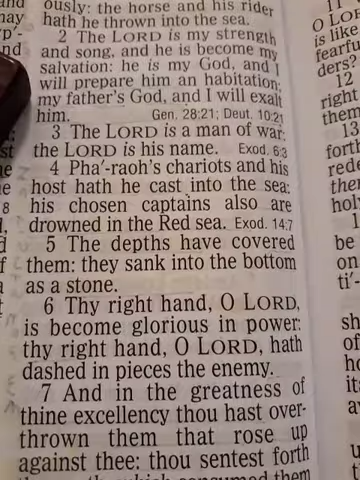 ously: the horse and his rider
hath he thrown into the sea.
2 The LORD is my strength
and song, and he is become my
salvation: he is my God, and I
will prepare him an habitation;
my father's God, and I will exalt
him. Gen. 28:21; Deut. 10:21
3 The LORD is a man of war:
the LORD is his name. Exod. 6:3
4 Pha′-raoh's chariots and his
host hath he cast into the sea:
his chosen captains also are
drowned in the Red sea. Exod. 14:7
5 The depths have covered
them: they sank into the bottom
as a stone.
6 Thy right hand, O LORD,
is become glorious in power:
thy right hand, O LORD, hath
dashed in pieces the enemy.
7 And in the greatness of
thine excellency thou hast over-
thrown them that rose up
against thee: thou sentest forth
which consumed them
11
O LOR
is like
fearfu
ders?
12
right
them
13
forth
rede
the
hol
1
be
on
ti′-
sh
of
h
it
a
u